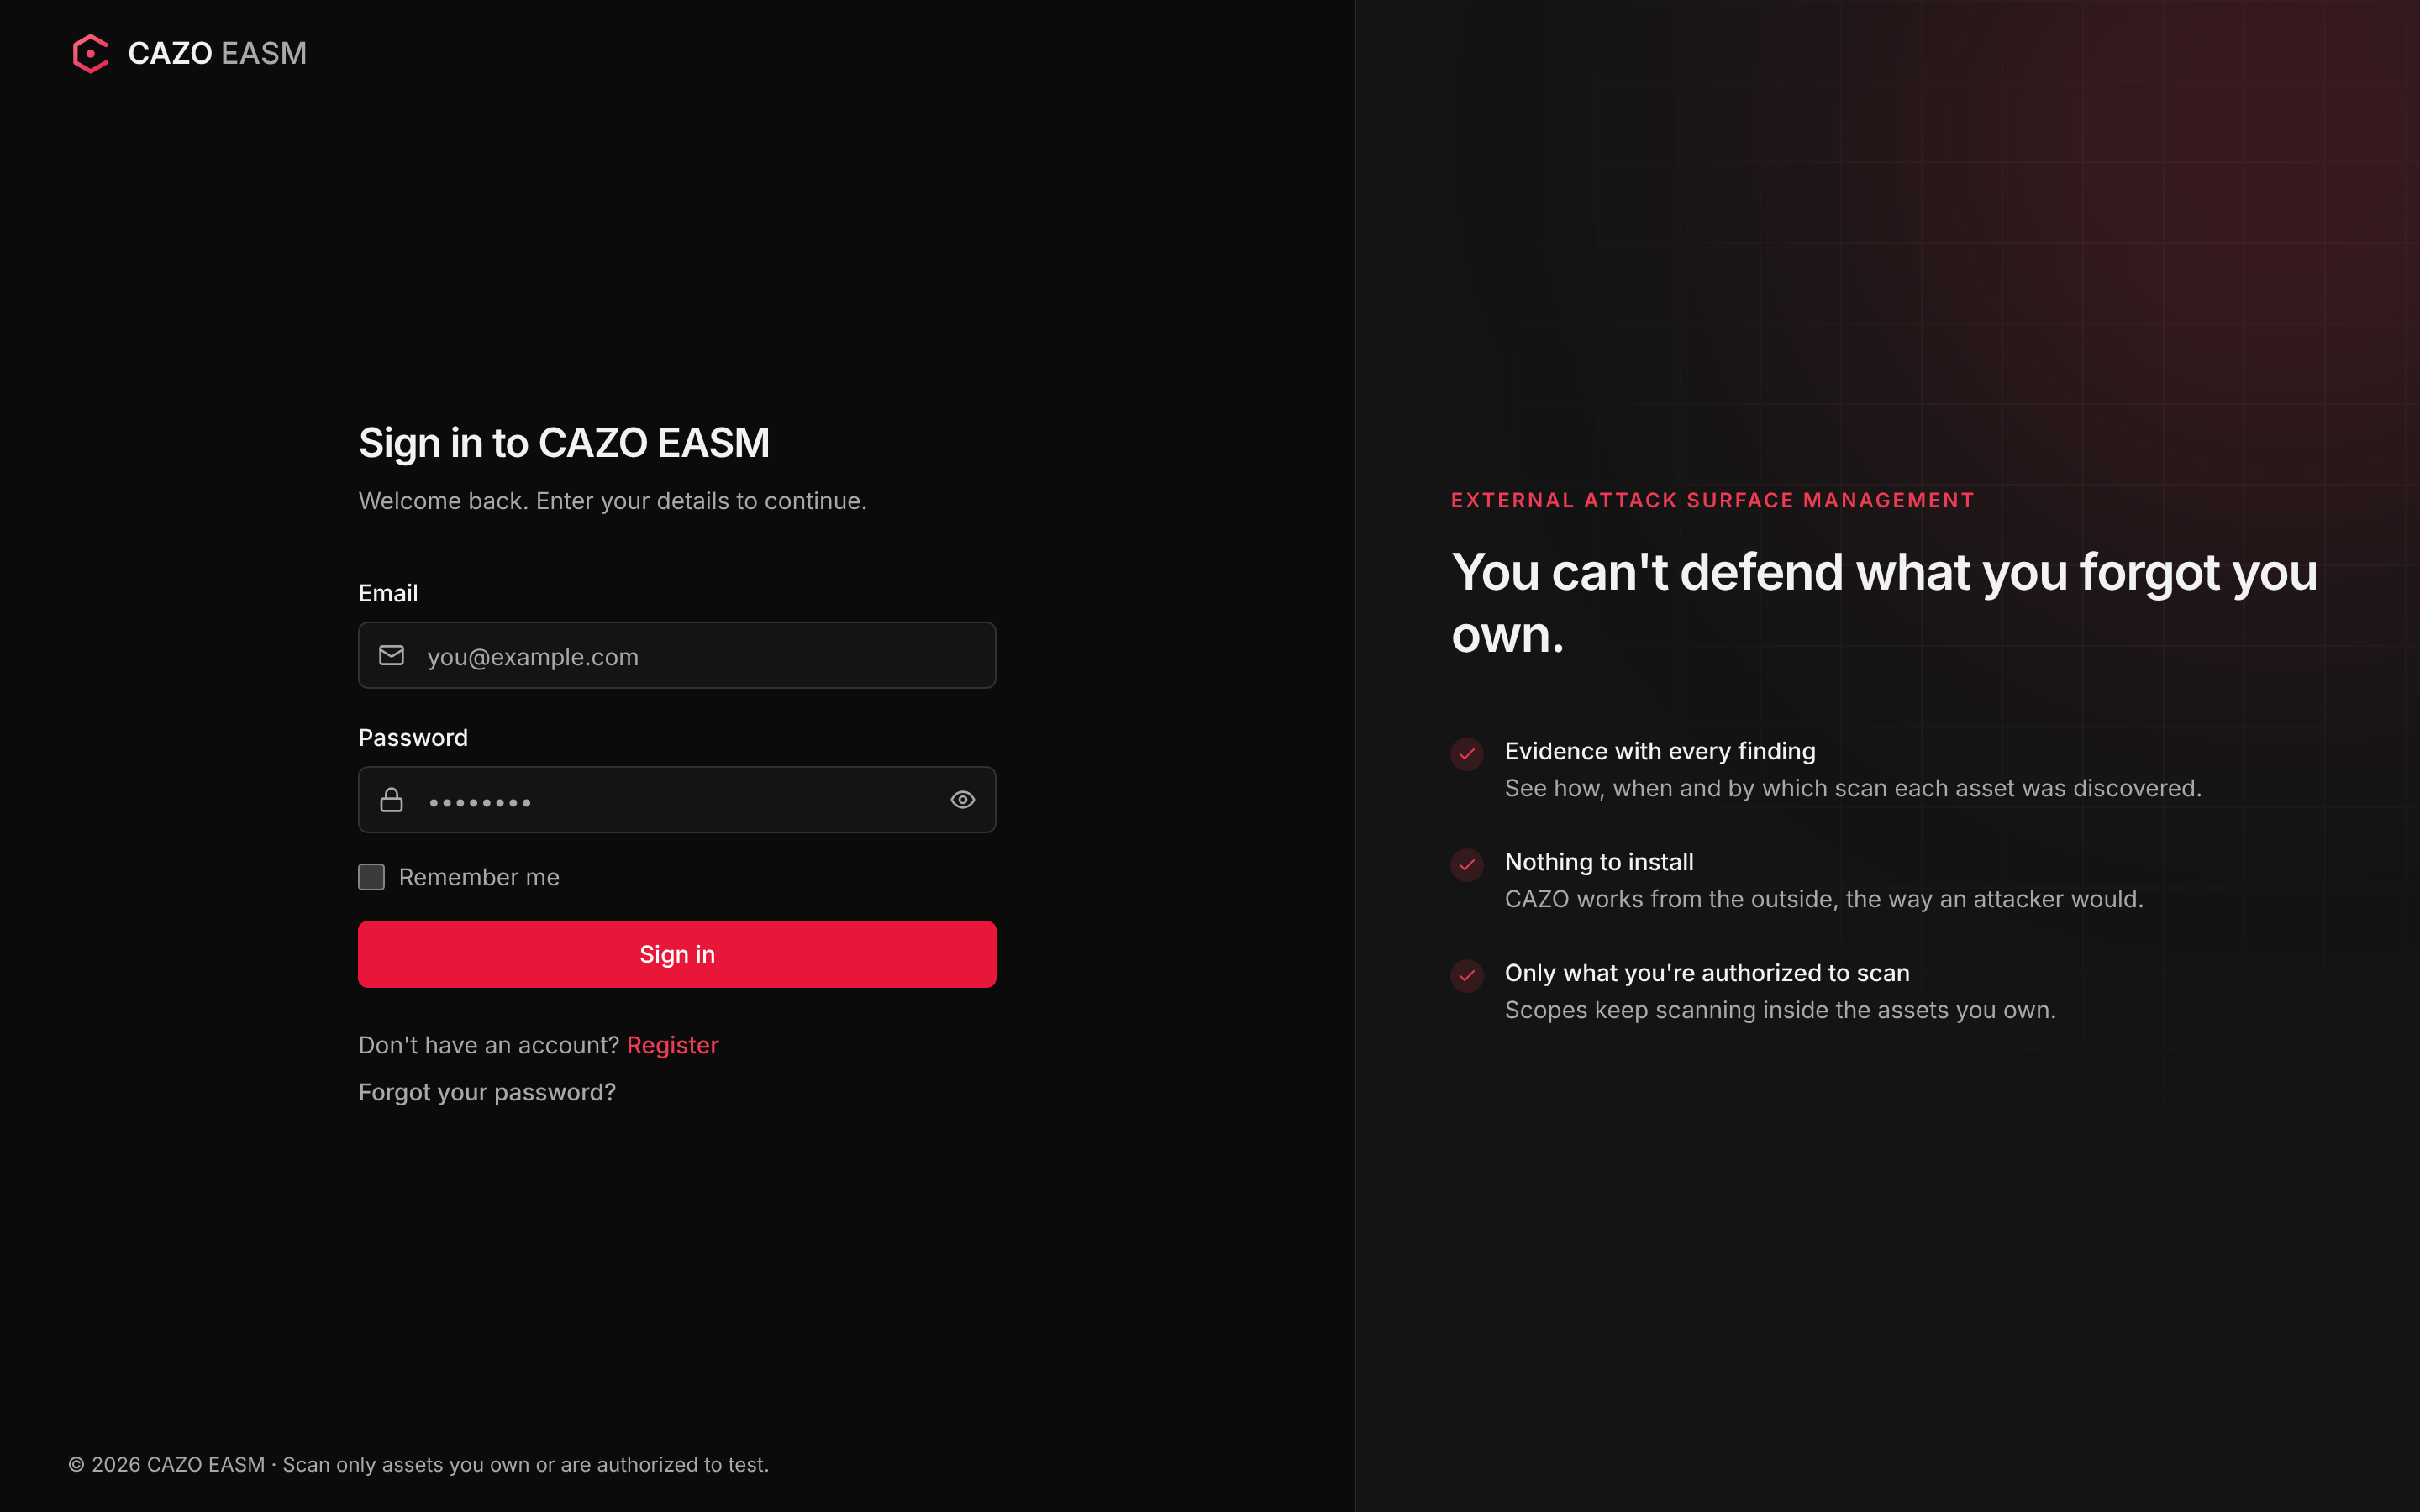 CAZO EASM
Sign in to CAZO EASM
Welcome back. Enter your details to continue.
Email
you@example.com
Password
••••••••
Remember me
Sign in
Don't have an account? Register
Forgot your password?
© 2026 CAZO EASM · Scan only assets you own or are authorized to test.
EXTERNAL ATTACK SURFACE MANAGEMENT
You can't defend what you forgot you
own.
Evidence with every finding
See how, when and by which scan each asset was discovered.
Nothing to install
CAZO works from the outside, the way an attacker would.
Only what you're authorized to scan
Scopes keep scanning inside the assets you own.